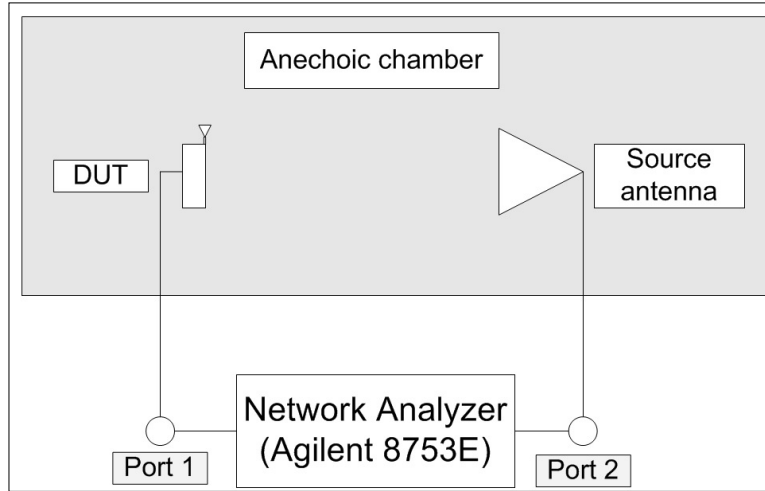 Anechoic chamber
DUT
Source
antenna
Network Analyzer
(Agilent 8753E)
Port 1
Port 2